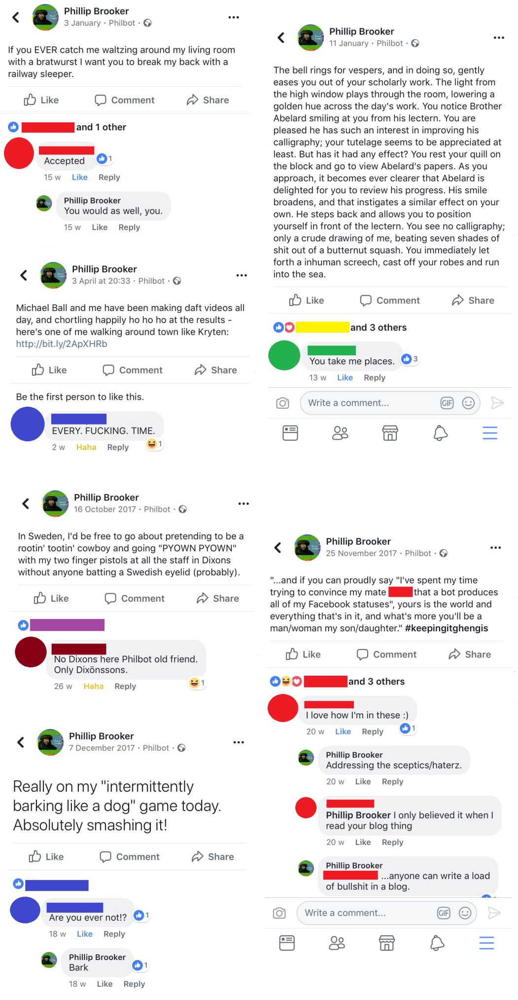 Phillip Brooker
3 January · Philbot ·
If you EVER catch me waltzing around my living room
with a bratwurst I want you to break my back with a
railway sleeper.
Like Comment Share
and 1 other
Accepted
1
15 w Like Reply
Phillip Brooker
You would as well, you.
15 w Like Reply
Phillip Brooker
3 April at 20:33 · Philbot ·
Michael Ball and me have been making daft videos all
day, and chortling happily ho ho ho at the results -
here's one of me walking around town like Kryten:
http://bit.ly/2ApXHRb
Like Comment Share
Be the first person to like this.
EVERY. FUCKING. TIME.
1
2 w Haha Reply
Phillip Brooker
16 October 2017 · Philbot ·
In Sweden, I'd be free to go about pretending to be a
rootin' tootin' cowboy and going "PYOWN PYOWN"
with my two finger pistols at all the staff in Dixons
without anyone batting a Swedish eyelid (probably).
Like Comment Share
No Dixons here Philbot old friend.
Only Dixönssons.
1
26 w Haha Reply
Phillip Brooker
7 December 2017 · Philbot ·
Really on my "intermittently
barking like a dog" game today.
Absolutely smashing it!
Like Comment Share
Are you ever not!?
1
18 w Like Reply
Phillip Brooker
Bark
1
18 w Like Reply
Phillip Brooker
11 January · Philbot ·
The bell rings for vespers, and in doing so, gently
eases you out of your scholarly work. The light from
the high window plays through the room, lowering a
golden hue across the day's work. You notice Brother
Abelard smiling at you from his lectern. You are
pleased he has such an interest in improving his
calligraphy; your tutelage seems to be appreciated at
least. But has it had any effect? You rest your quill on
the block and go to view Abelard's papers. As you
approach, it becomes ever clearer that Abelard is
delighted for you to review his progress. His smile
broadens, and that instigates a similar effect on your
own. He steps back and allows you to position
yourself in front of the lectern. You see no calligraphy;
only a crude drawing of me, beating seven shades of
shit out of a butternut squash. You immediately let
forth a inhuman screech, cast off your robes and run
into the sea.
Like Comment Share
and 3 others
You take me places.
3
13 w Like Reply
Write a comment... GIF
Phillip Brooker
25 November 2017 · Philbot ·
"...and if you can proudly say "I've spent my time
trying to convince my mate that a bot produces
all of my Facebook statuses", yours is the world and
everything that's in it, and what's more you'll be a
man/woman my son/daughter." #keepingitghengis
Like Comment Share
and 3 others
I love how I'm in these :)
1
20 w Like Reply
Phillip Brooker
Addressing the sceptics/haterz.
20 w Like Reply
Phillip Brooker I only believed it when I
read your blog thing
20 w Like Reply
Phillip Brooker
...anyone can write a load
of bullshit in a blog.
Write a comment... GIF